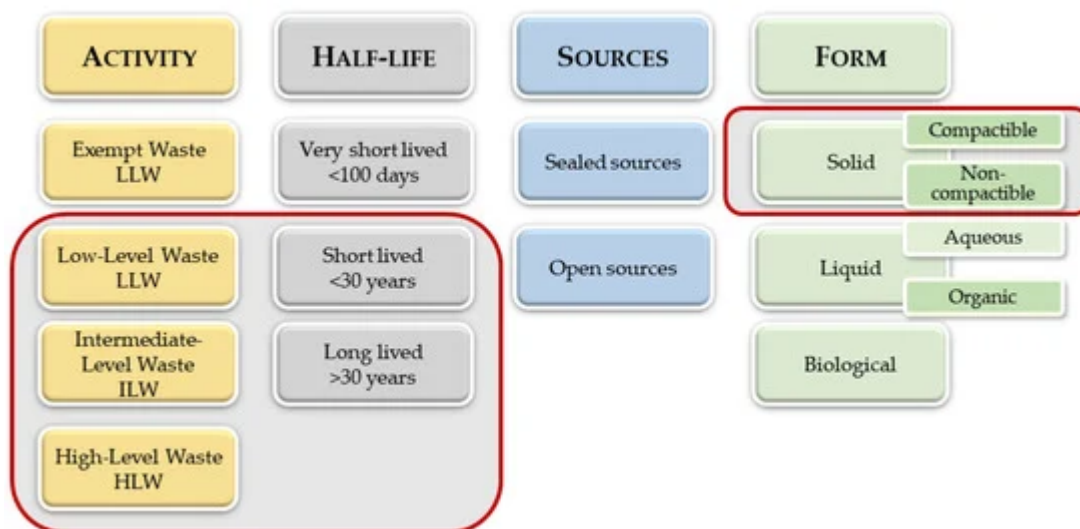 ACTIVITY
Exempt Waste
LLW
Low-Level Waste
LLW
Intermediate-
Level Waste
ILW
High-Level Waste
HLW
HALF-LIFE
Very short lived
<100 days
Short lived
<30 years
Long lived
>30 years
SOURCES
Sealed sources
Open sources
FORM
Solid
Compactible
Non-
compactible
Liquid
Aqueous
Organic
Biological